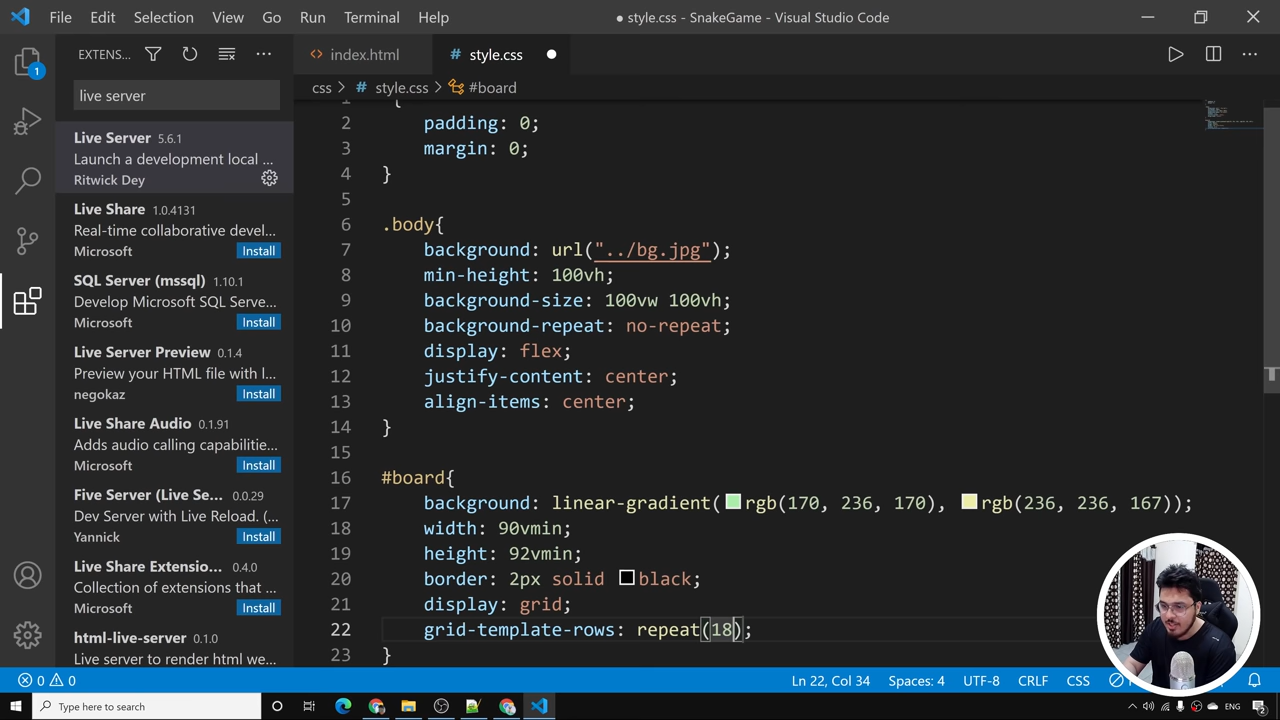 File Edit Selection View Go Run Terminal Help ● style.css - SnakeGame - Visual Studio Code
EXTENS...
index.html # style.css
css > # style.css > #board
live server
Live Server 5.6.1
Launch a development local ...
Ritwick Dey
Live Share 1.0.4131
Real-time collaborative devel...
Microsoft Install
SQL Server (mssql) 1.10.1
Develop Microsoft SQL Serve...
Microsoft Install
Live Server Preview 0.1.4
Preview your HTML file with l...
negokaz Install
Live Share Audio 0.1.91
Adds audio calling capabilitie...
Microsoft Install
Five Server (Live Se... 0.0.29
Dev Server with Live Reload. (...
Yannick Install
Live Share Extensio... 0.4.0
Collection of extensions that ...
Microsoft Install
html-live-server 0.1.0
Live server to render html we...
1 {
2 padding: 0;
3 margin: 0;
4 }
5
6 .body{
7 background: url("../bg.jpg");
8 min-height: 100vh;
9 background-size: 100vw 100vh;
10 background-repeat: no-repeat;
11 display: flex;
12 justify-content: center;
13 align-items: center;
14 }
15
16 #board{
17 background: linear-gradient(rgb(170, 236, 170), rgb(236, 236, 167));
18 width: 90vmin;
19 height: 92vmin;
20 border: 2px solid black;
21 display: grid;
22 grid-template-rows: repeat(18);
23 }
1
0 0 Ln 22, Col 34 Spaces: 4 UTF-8 CRLF CSS
Type here to search ENG 2